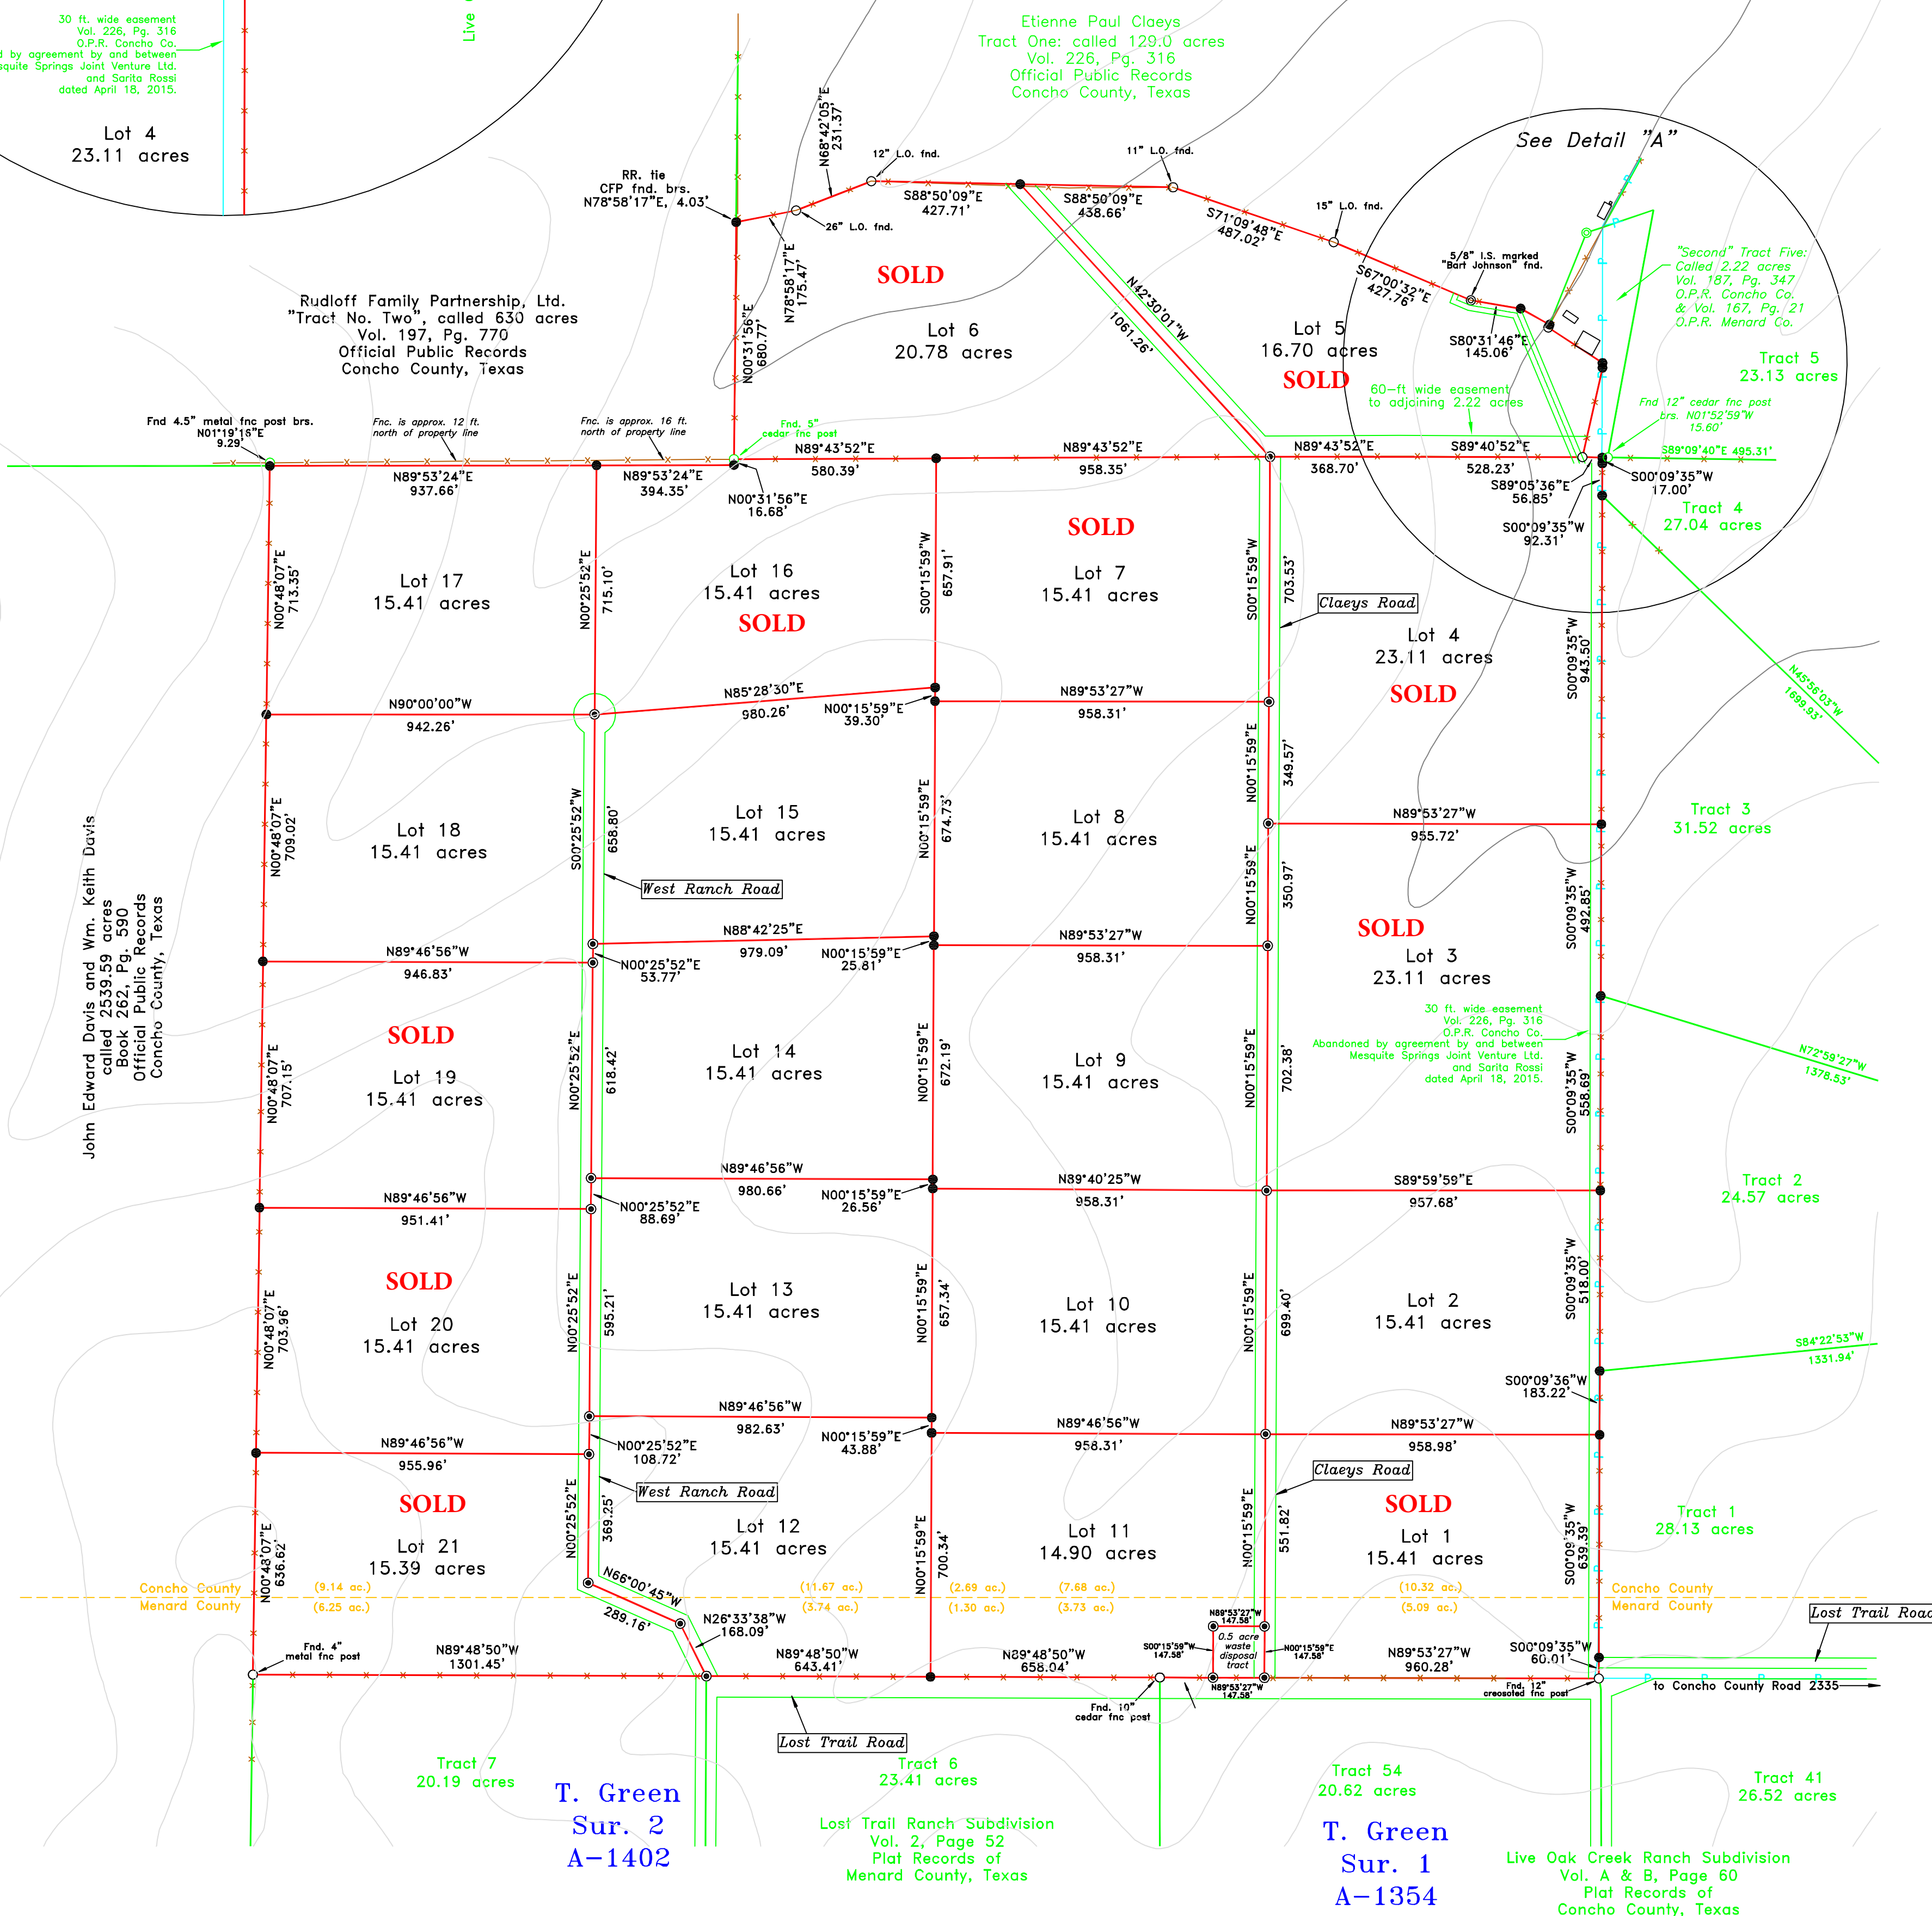 30 ft. wide easement
Vol. 226, Pg. 316
O.P.R. Concho Co.
d by agreement by and between
squite Springs Joint Venture Ltd.
and Sarita Rossi
dated April 18, 2015.
Lot 4
23.11 acres
Live
Etienne Paul Claeys
Tract One: called 129.0 acres
Vol. 226, Pg. 316
Official Public Records
Concho County, Texas
See Detail "A"
RR. tie
CFP fnd. brs.
N78°58'17"E, 4.03'
N68°42'05"E
231.37'
12" L.O. fnd.
11" L.O. fnd.
S88°50'09"E
427.71'
S88°50'09"E
438.66'
26" L.O. fnd.
N78°58'17"E
175.47'
S71°09'48"E
487.02'
15" L.O. fnd.
S67°00'32"E
427.76'
5/8" I.S. marked
"Bart Johnson" fnd.
S80°31'46"E
145.06'
"Second" Tract Five:
Called 2.22 acres
Vol. 187, Pg. 347
O.P.R. Concho Co.
& Vol. 167, Pg. 21
O.P.R. Menard Co.
Rudloff Family Partnership, Ltd.
"Tract No. Two", called 630 acres
Vol. 197, Pg. 770
Official Public Records
Concho County, Texas
N00°31'56"E
680.77'
SOLD
Lot 6
20.78 acres
N42°30'01"W
1061.26'
Lot 5
16.70 acres
SOLD
60-ft wide easement
to adjoining 2.22 acres
Tract 5
23.13 acres
Fnd 12" cedar fnc post
brs. N01°52'59"W
15.60'
Fnd 4.5" metal fnc post brs.
N01°19'16"E
9.29'
Fnc. is approx. 12 ft.
north of property line
Fnc. is approx. 16 ft.
north of property line
Fnd. 5"
cedar fnc post
N89°53'24"E
937.66'
N89°53'24"E
394.35'
N00°31'56"E
16.68'
N89°43'52"E
580.39'
N89°43'52"E
958.35'
N89°43'52"E
368.70'
S89°40'52"E
528.23'
S89°09'40"E 495.31'
S89°05'36"E
56.85'
S00°09'35"W
17.00'
S00°09'35"W
92.31'
Tract 4
27.04 acres
N00°48'07"E
713.35'
Lot 17
15.41 acres
N00°25'52"E
715.10'
Lot 16
15.41 acres
SOLD
S00°15'59"W
657.91'
SOLD
Lot 7
15.41 acres
S00°15'59"W
703.53'
Claeys Road
Lot 4
23.11 acres
SOLD
S00°09'35"W
943.50'
N45°56'03"W
1699.93'
N90°00'00"W
942.26'
N85°28'30"E
980.26'
N00°15'59"E
39.30'
N89°53'27"W
958.31'
N00°48'07"E
709.02'
Lot 18
15.41 acres
S00°25'52"W
658.80'
Lot 15
15.41 acres
West Ranch Road
N00°15'59"E
674.73'
Lot 8
15.41 acres
N00°15'59"E
349.57'
N89°53'27"W
955.72'
Tract 3
31.52 acres
N00°15'59"E
350.97'
SOLD
Lot 3
23.11 acres
S00°09'35"W
492.85'
John Edward Davis and Wm. Keith Davis
called 2539.59 acres
Book 262, Pg. 590
Official Public Records
Concho County, Texas
N89°46'56"W
946.83'
N88°42'25"E
979.09'
N00°25'52"E
53.77'
N00°15'59"E
25.81'
N89°53'27"W
958.31'
30 ft. wide easement
Vol. 226, Pg. 316
O.P.R. Concho Co.
Abandoned by agreement by and between
Mesquite Springs Joint Venture Ltd.
and Sarita Rossi
dated April 18, 2015.
N00°48'07"E
707.15'
SOLD
Lot 19
15.41 acres
N00°25'52"E
618.42'
Lot 14
15.41 acres
N00°15'59"E
672.19'
Lot 9
15.41 acres
N00°15'59"E
702.38'
S00°09'35"W
558.69'
N72°59'27"W
1378.53'
N89°46'56"W
951.41'
N89°46'56"W
980.66'
N00°25'52"E
88.69'
N00°15'59"E
26.56'
N89°40'25"W
958.31'
S89°59'59"E
957.68'
Tract 2
24.57 acres
N00°48'07"E
703.96'
SOLD
Lot 20
15.41 acres
N00°25'52"E
595.21'
Lot 13
15.41 acres
N00°15'59"E
657.34'
Lot 10
15.41 acres
N00°15'59"E
699.40'
Lot 2
15.41 acres
S00°09'35"W
518.00'
S84°22'53"W
1331.94'
S00°09'36"W
183.22'
N89°46'56"W
955.96'
N89°46'56"W
982.63'
N00°25'52"E
108.72'
N00°15'59"E
43.88'
N89°46'56"W
958.31'
N89°53'27"W
958.98'
West Ranch Road
Claeys Road
N00°48'07"E
636.62'
SOLD
Lot 21
15.39 acres
N00°25'52"E
369.25'
Lot 12
15.41 acres
N00°15'59"E
700.34'
Lot 11
14.90 acres
N00°15'59"E
551.82'
SOLD
Lot 1
15.41 acres
S00°09'35"W
639.39'
Tract 1
28.13 acres
N66°00'45"W
289.16'
Concho County
(9.14 ac.)
(11.67 ac.)
(2.69 ac.)
(7.68 ac.)
(10.32 ac.)
Concho County
Menard County
(6.25 ac.)
(3.74 ac.)
(1.30 ac.)
(3.73 ac.)
(5.09 ac.)
Menard County
Lost Trail Road
N26°33'38"W
168.09'
N89°53'27"W
147.58'
S00°15'59"W
147.58'
0.5 acre
waste
disposal
tract
N00°15'59"E
147.58'
N89°53'27"W
147.58'
Fnd. 4"
metal fnc post
N89°48'50"W
1301.45'
N89°48'50"W
643.41'
N89°48'50"W
658.04'
N89°53'27"W
960.28'
S00°09'35"W
60.01'
Fnd. 10"
cedar fnc post
Fnd. 12"
creosoted fnc post
to Concho County Road 2335
Lost Trail Road
Tract 7
20.19 acres
T. Green
Sur. 2
A-1402
Tract 6
23.41 acres
Lost Trail Ranch Subdivision
Vol. 2, Page 52
Plat Records of
Menard County, Texas
Tract 54
20.62 acres
T. Green
Sur. 1
A-1354
Tract 41
26.52 acres
Live Oak Creek Ranch Subdivision
Vol. A & B, Page 60
Plat Records of
Concho County, Texas